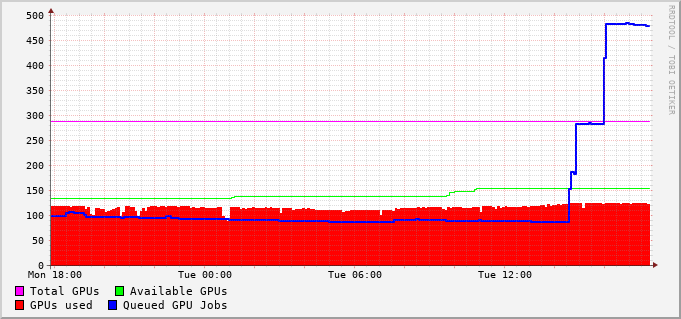 500
450
400
350
300
250
200
150
100
50
0
Mon 18:00 Tue 00:00 Tue 06:00 Tue 12:00
Total GPUs Available GPUs
GPUs used Queued GPU Jobs
RRDTOOL / TOBI OETIKER